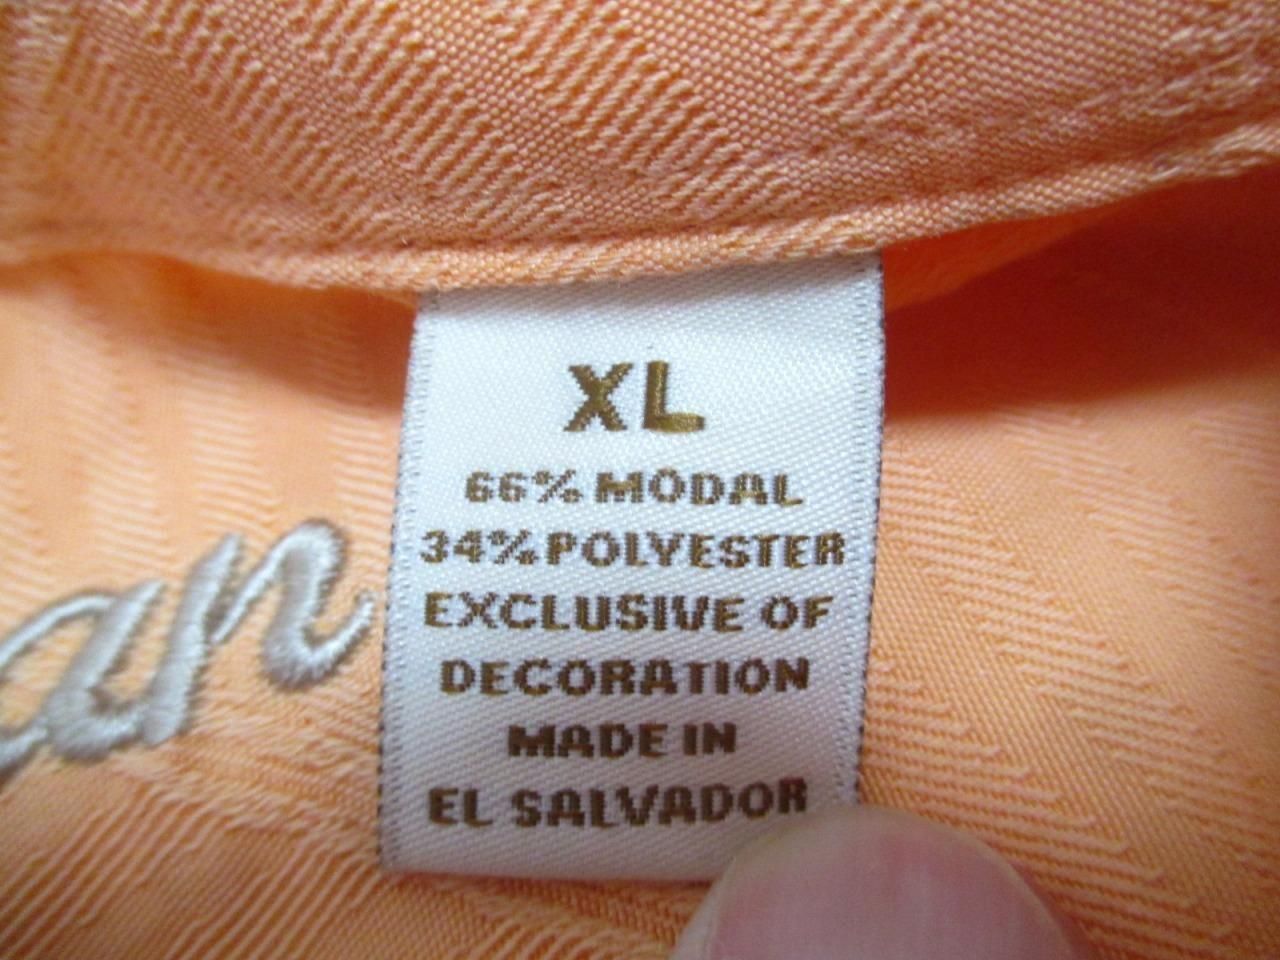 XL
66% MODAL
34% POLYESTER
EXCLUSIVE OF
DECORATION
MADE IN
EL SALVADOR